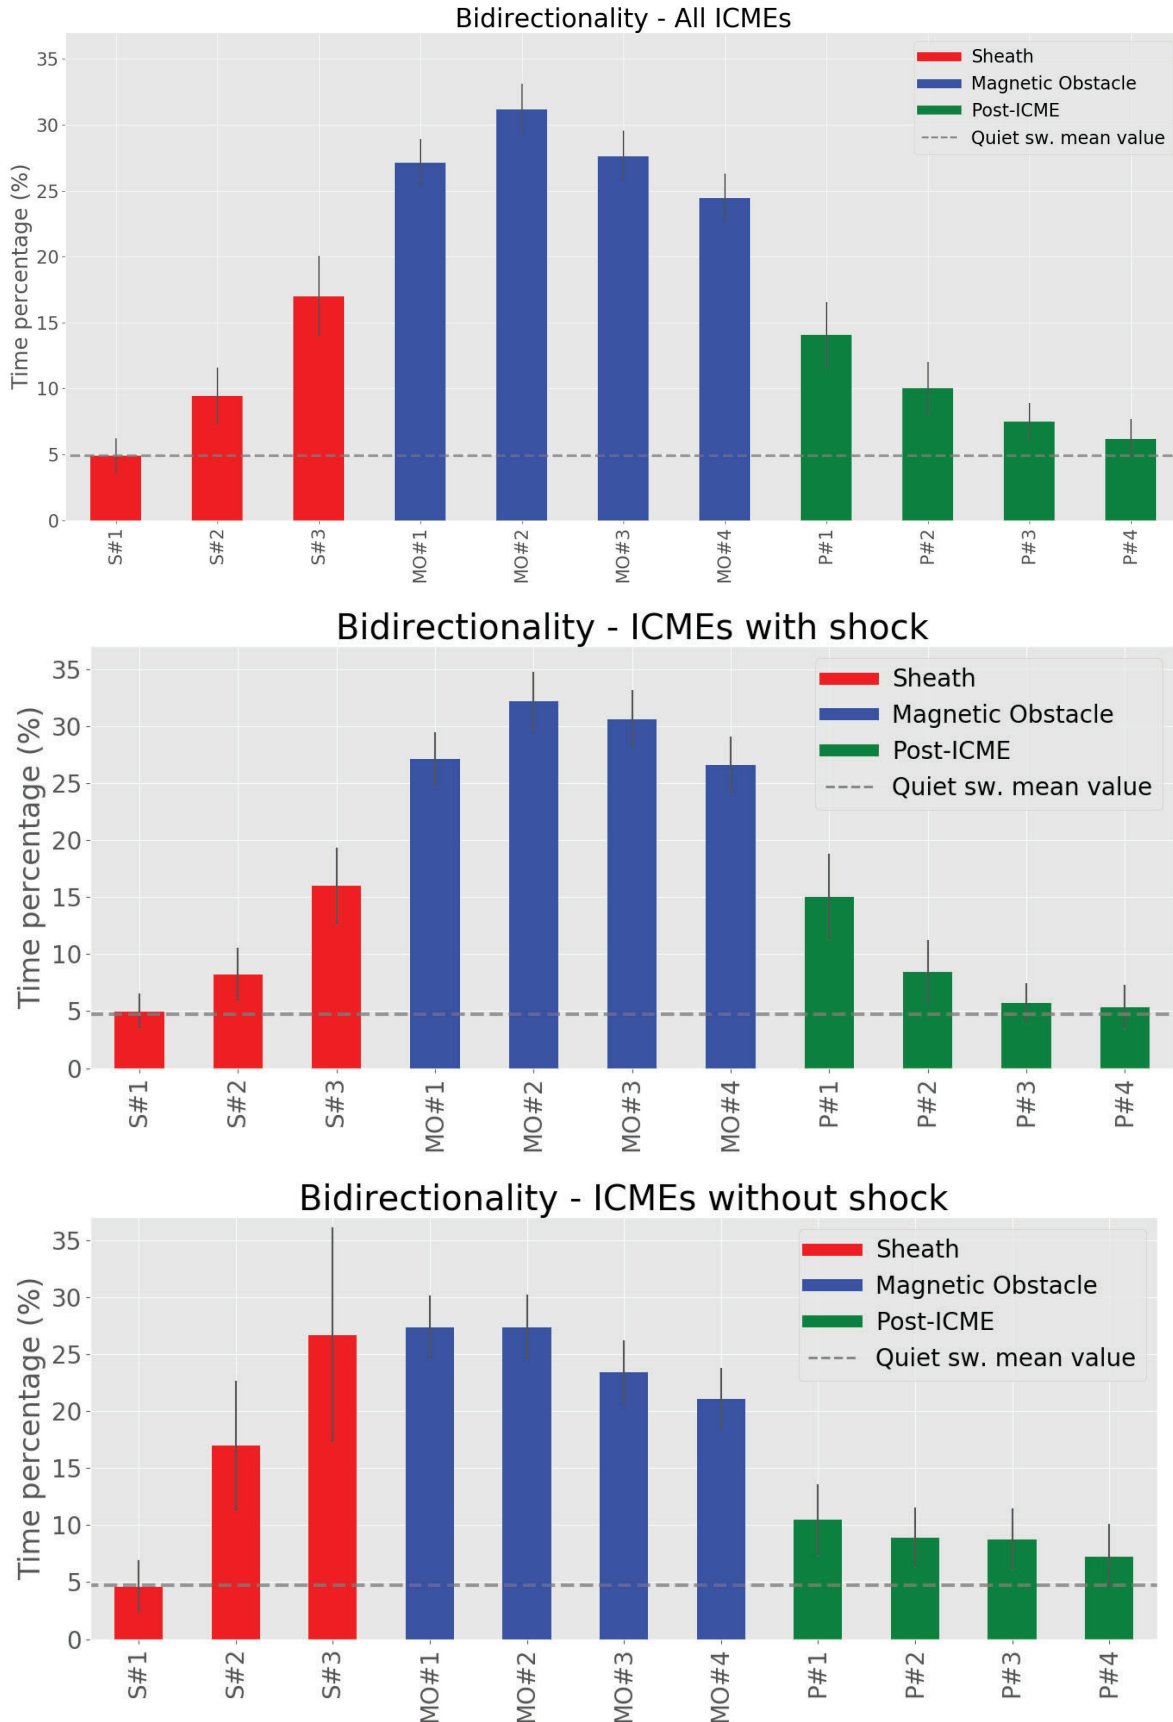 Bidirectionality - All ICMEs
Time percentage (%)
35
30
25
20
15
10
5
0
Sheath
Magnetic Obstacle
Post-ICME
Quiet sw. mean value
S#1
S#2
S#3
MO#1
MO#2
MO#3
MO#4
P#1
P#2
P#3
P#4
Bidirectionality - ICMEs with shock
Time percentage (%)
35
30
25
20
15
10
5
0
Sheath
Magnetic Obstacle
Post-ICME
Quiet sw. mean value
S#1
S#2
S#3
MO#1
MO#2
MO#3
MO#4
P#1
P#2
P#3
P#4
Bidirectionality - ICMEs without shock
Time percentage (%)
35
30
25
20
15
10
5
0
Sheath
Magnetic Obstacle
Post-ICME
Quiet sw. mean value
S#1
S#2
S#3
MO#1
MO#2
MO#3
MO#4
P#1
P#2
P#3
P#4